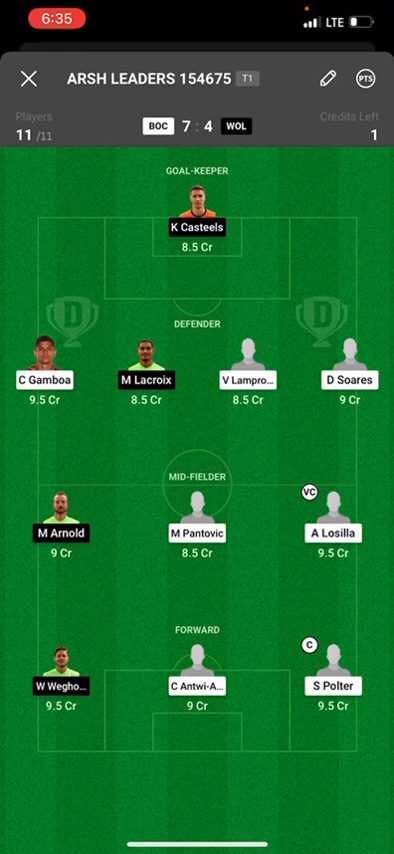 6:35
LTE
ARSH LEADERS 154675 T1
PTS
Players
11 /11
BOC 7 : 4 WOL
Credits Left
1
GOAL-KEEPER
K Casteels
8.5 Cr
D
D
DEFENDER
C Gamboa
M Lacroix
V Lampro...
D Soares
9.5 Cr
8.5 Cr
8.5 Cr
9 Cr
MID-FIELDER
VC
M Arnold
M Pantovic
A Losilla
9 Cr
8.5 Cr
9.5 Cr
FORWARD
C
W Wegho...
C Antwi-A...
S Polter
9.5 Cr
9 Cr
9.5 Cr